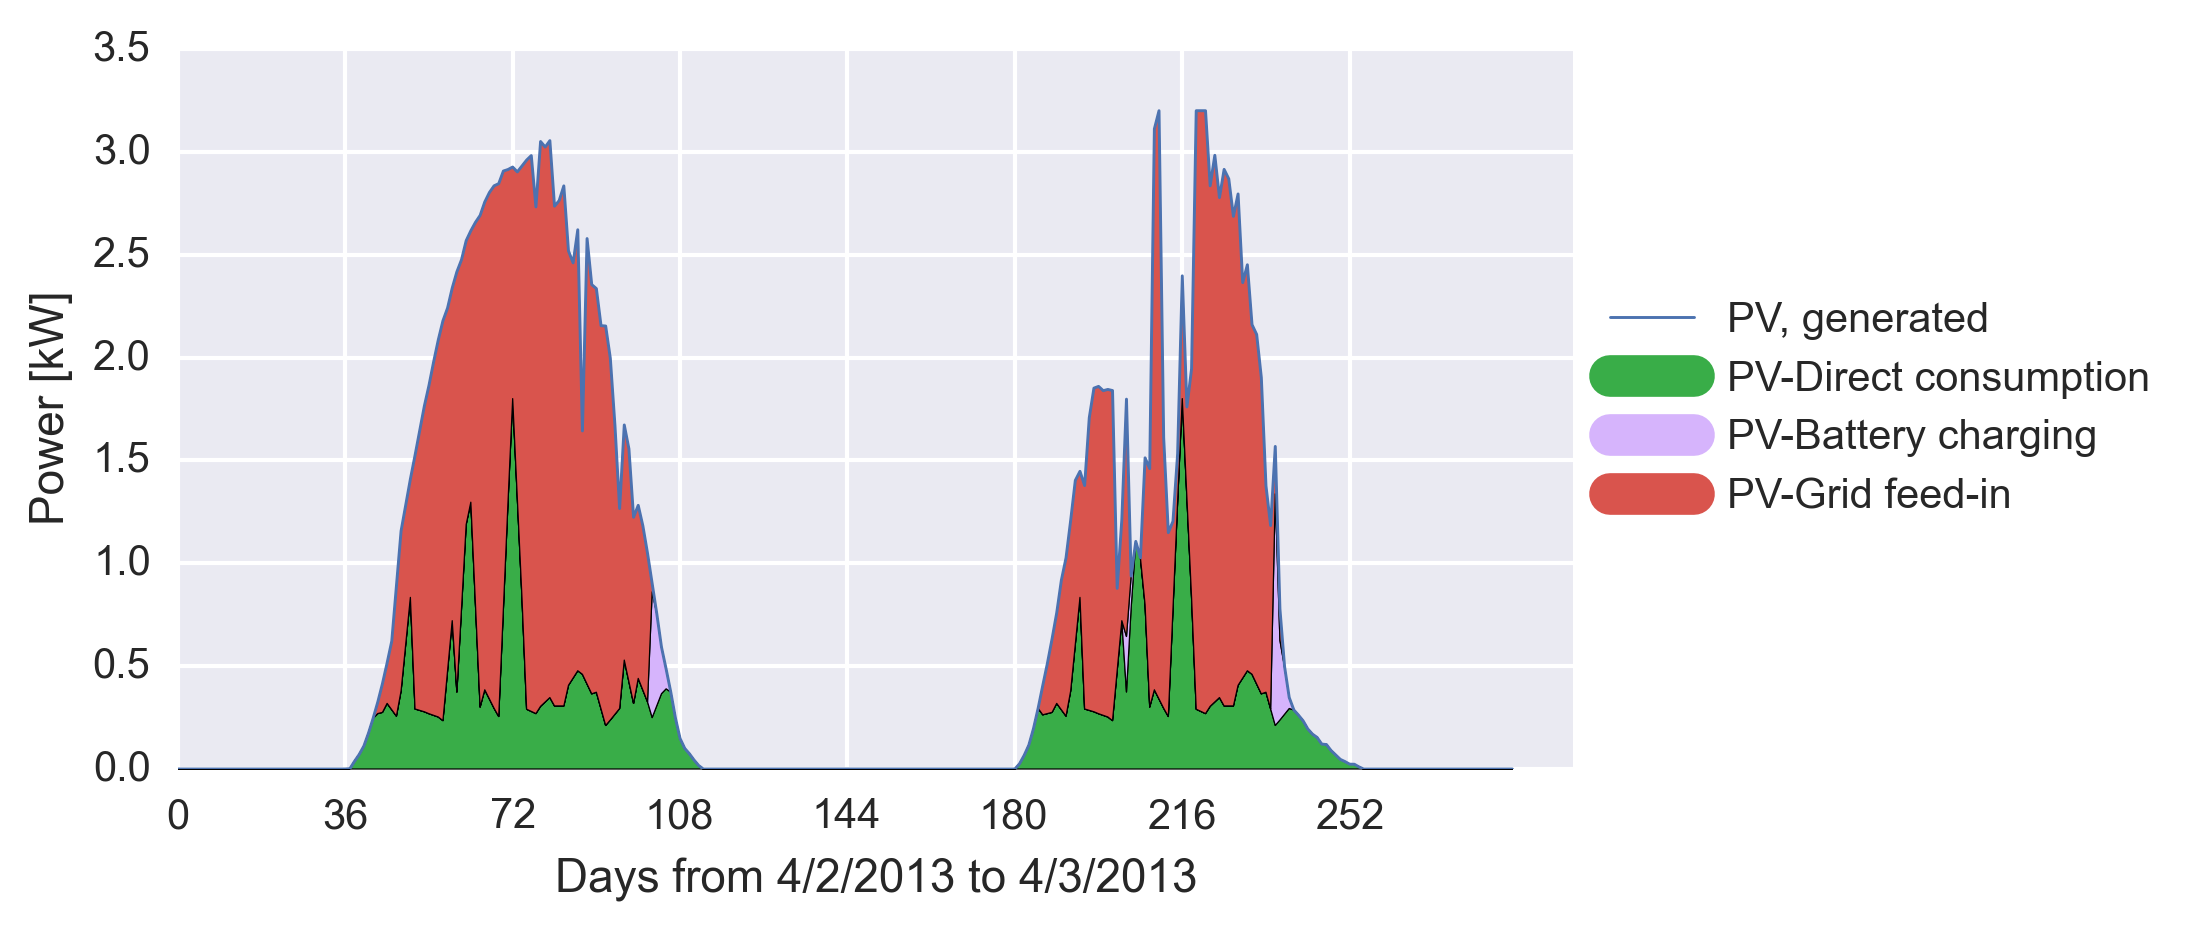 3.5
3.0
2.5
2.0
1.5
1.0
0.5
0.0
Power [kW]
0 36 72 108 144 180 216 252
Days from 4/2/2013 to 4/3/2013
PV, generated
PV-Direct consumption
PV-Battery charging
PV-Grid feed-in